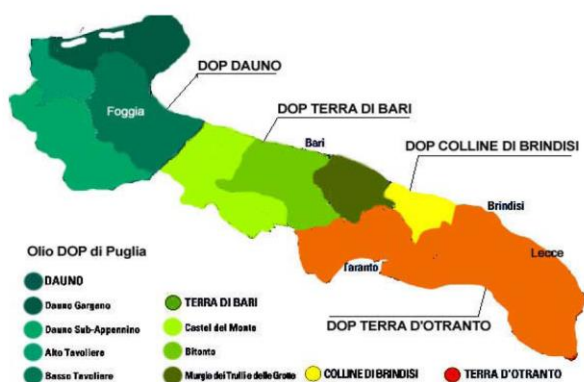 DOP DAUNO
Foggia
DOP TERRA DI BARI
Bari
DOP COLLINE DI BRINDISI
Brindisi
Lecce
Taranto
DOP TERRA D'OTRANTO
Olio DOP di Puglia
DAUNO
Dauno Gargano
Dauno Sub-Appennino
Alto Tavoliere
Basso Tavoliere
TERRA DI BARI
Castel del Monte
Bitonto
Murgia dei Trulli e delle Grotte
COLLINE DI BRINDISI
TERRA D'OTRANTO